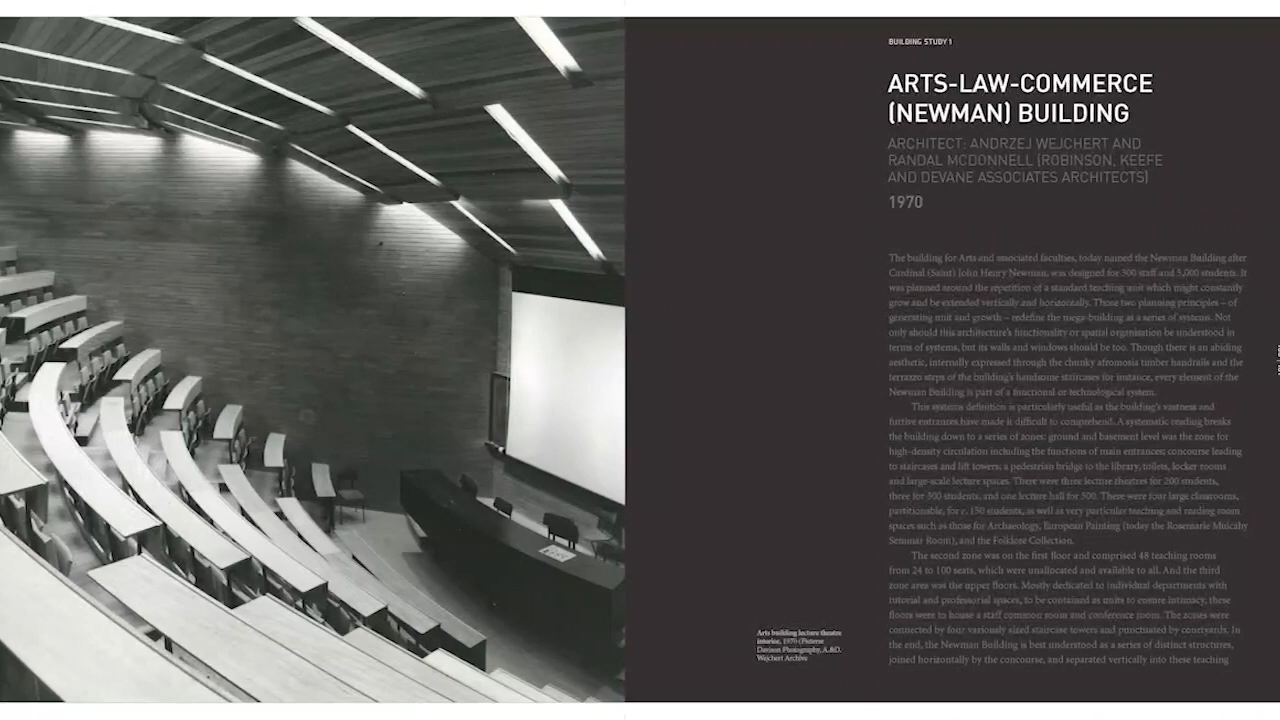 BUILDING STUDY 1
ARTS-LAW-COMMERCE
(NEWMAN) BUILDING
ARCHITECT: ANDRZEJ WEJCHERT AND
RANDAL MCDONNELL (ROBINSON, KEEFE
AND DEVANE ASSOCIATES ARCHITECTS)
1970
The building for Arts and associated faculties, today named the Newman Building after
Cardinal (Saint) John Henry Newman, was designed for 300 staff and 5,000 students. It
was planned around the repetition of a standard teaching unit which might constantly
grow and be extended vertically and horizontally. Those two planning principles – of
generating unit and growth – redefine the mega-building as a series of systems. Not
only should this architecture's functionality or spatial organisation be understood in
terms of systems, but its walls and windows should be too. Though there is an abiding
aesthetic, internally expressed through the chunky afromosia timber handrails and the
terrazzo steps of the building's handsome staircases for instance, every element of the
Newman Building is part of a functional or technological system.
This systems definition is particularly useful as the building's vastness and
furtive entrances have made it difficult to comprehend. A systematic reading breaks
the building down to a series of zones: ground and basement level was the zone for
high-density circulation including the functions of main entrances; concourse leading
to staircases and lift towers; a pedestrian bridge to the library, toilets, locker rooms
and large-scale lecture spaces. There were three lecture theatres for 200 students,
three for 300 students, and one lecture hall for 500. There were four large classrooms,
partitionable, for c. 150 students, as well as very particular teaching and reading room
spaces such as those for Archaeology, European Painting (today the Rosemarie Mulcahy
Seminar Room), and the Folklore Collection.
The second zone was on the first floor and comprised 48 teaching rooms
from 24 to 100 seats, which were unallocated and available to all. And the third
zone area was the upper floors. Mostly dedicated to individual departments with
tutorial and professorial spaces, to be contained as units to ensure intimacy, these
floors were to house a staff common room and conference room. The zones were
connected by four variously sized staircase towers and punctuated by courtyards. In
the end, the Newman Building is best understood as a series of distinct structures,
joined horizontally by the concourse, and separated vertically into these teaching
Arts building lecture theatre
interior, 1970 (Pieterse
Davison Photography, A.&D.
Wejchert Archive